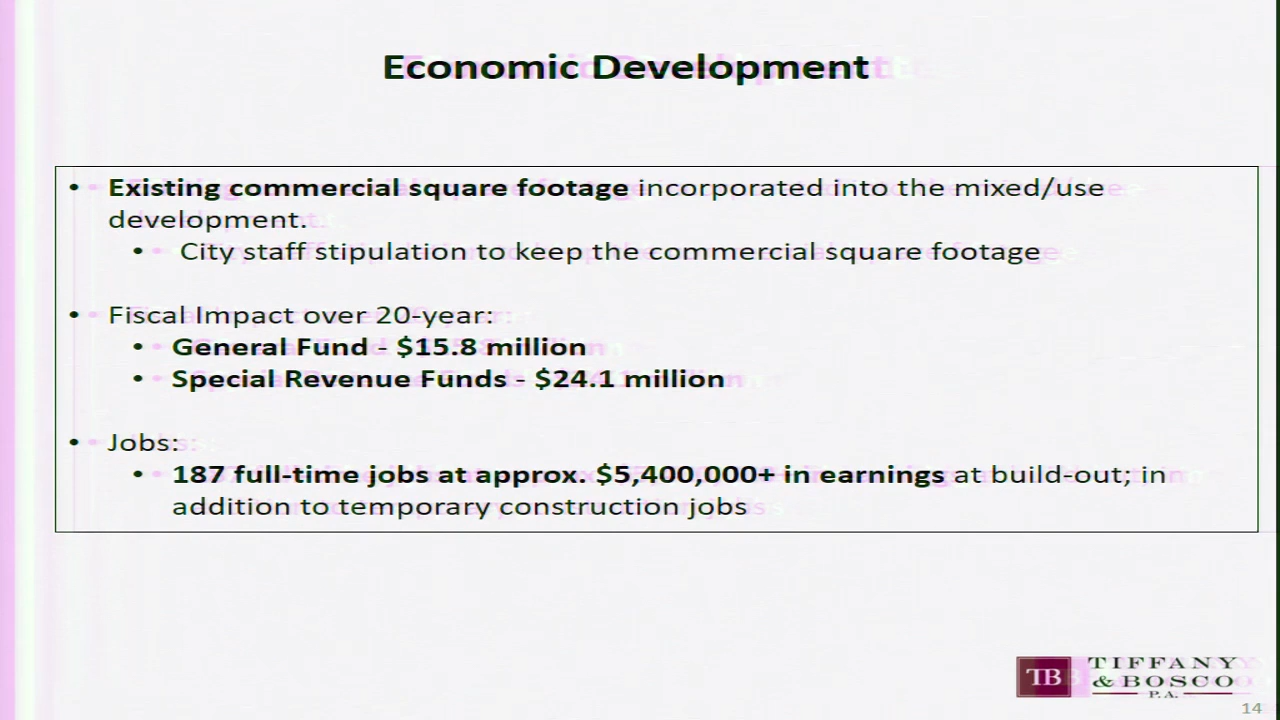 Economic Development
• Existing commercial square footage incorporated into the mixed/use
development.
• City staff stipulation to keep the commercial square footage
• Fiscal Impact over 20-year:
• General Fund - $15.8 million
• Special Revenue Funds - $24.1 million
• Jobs:
• 187 full-time jobs at approx. $5,400,000+ in earnings at build-out; in
addition to temporary construction jobs
TB TIFFANY
& BOSCO
P.A.
14